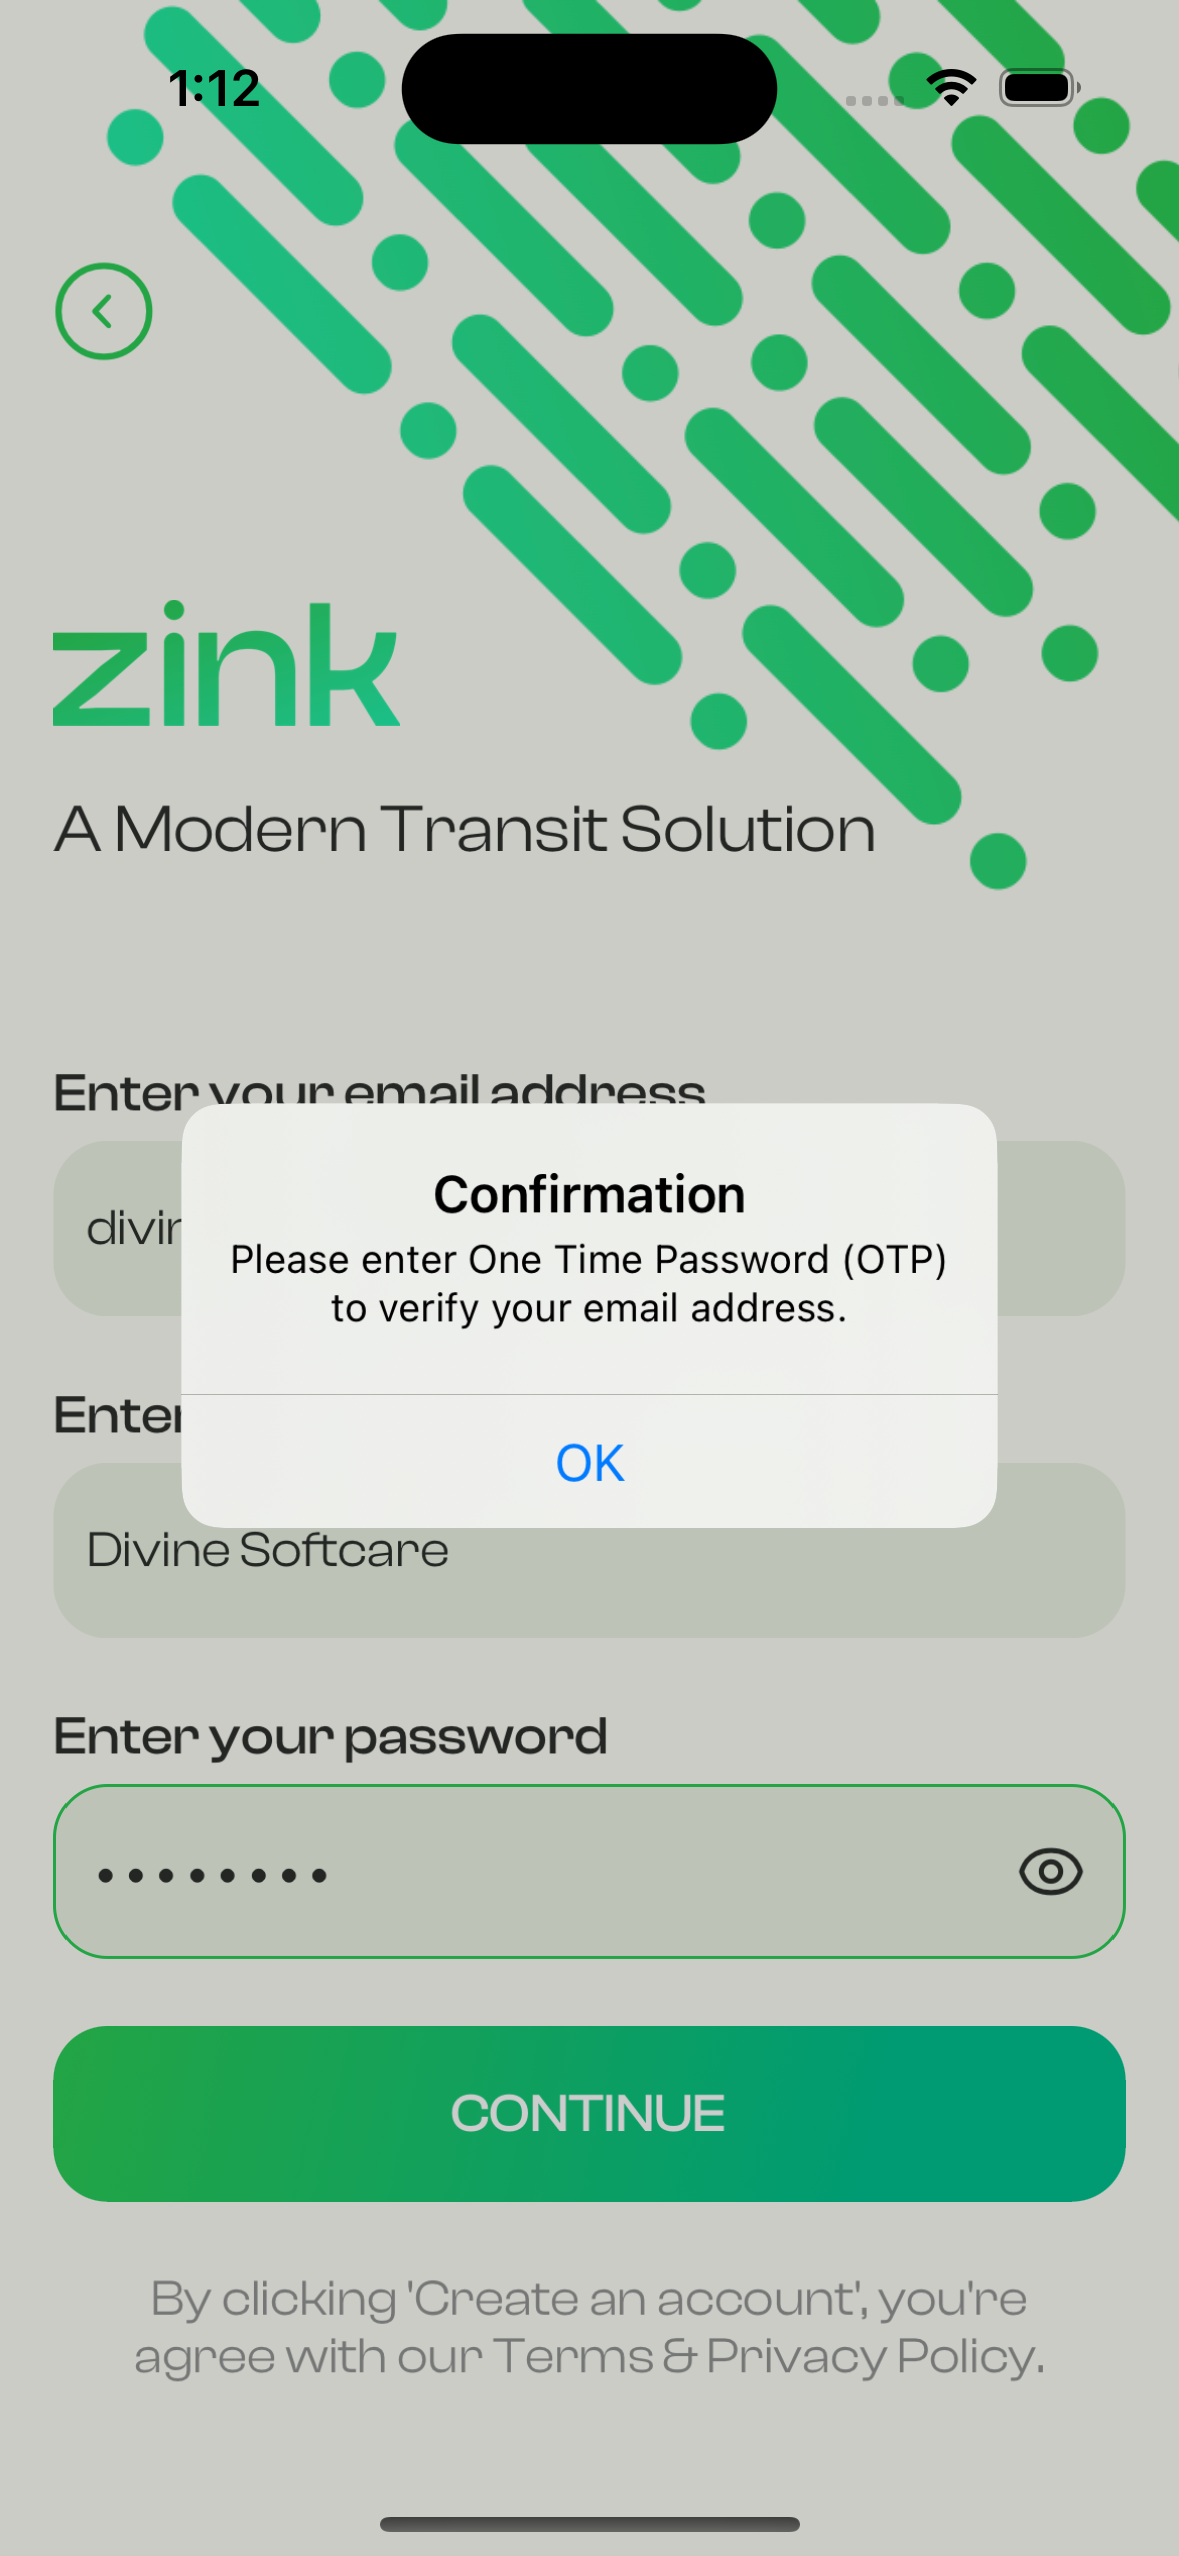 1:12
zink
A Modern Transit Solution
Enter your email address
Confirmation
Please enter One Time Password (OTP)
to verify your email address.
Enter
OK
Divine Softcare
Enter your password
CONTINUE
By clicking 'Create an account', you're
agree with our Terms & Privacy Policy.